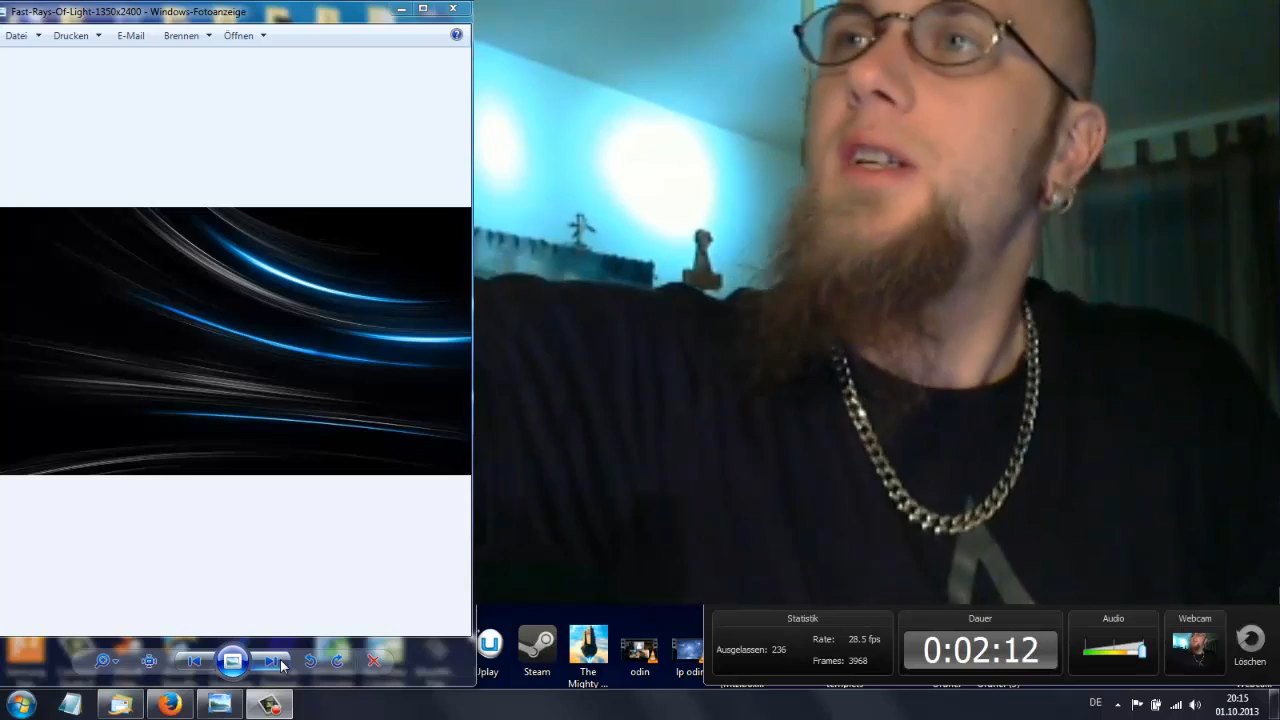 Fast-Rays-Of-Light-1350x2400 - Windows-Fotoanzeige
Datei Drucken E-Mail Brennen Öffnen
Statistik
Rate: 28.5 fps
Ausgelassen: 236
Frames: 3968
Dauer
0:02:12
Audio
Webcam
Löschen
Uplay
Steam
The Mighty ...
odin
lp odin
DE
20:15
01.10.2013